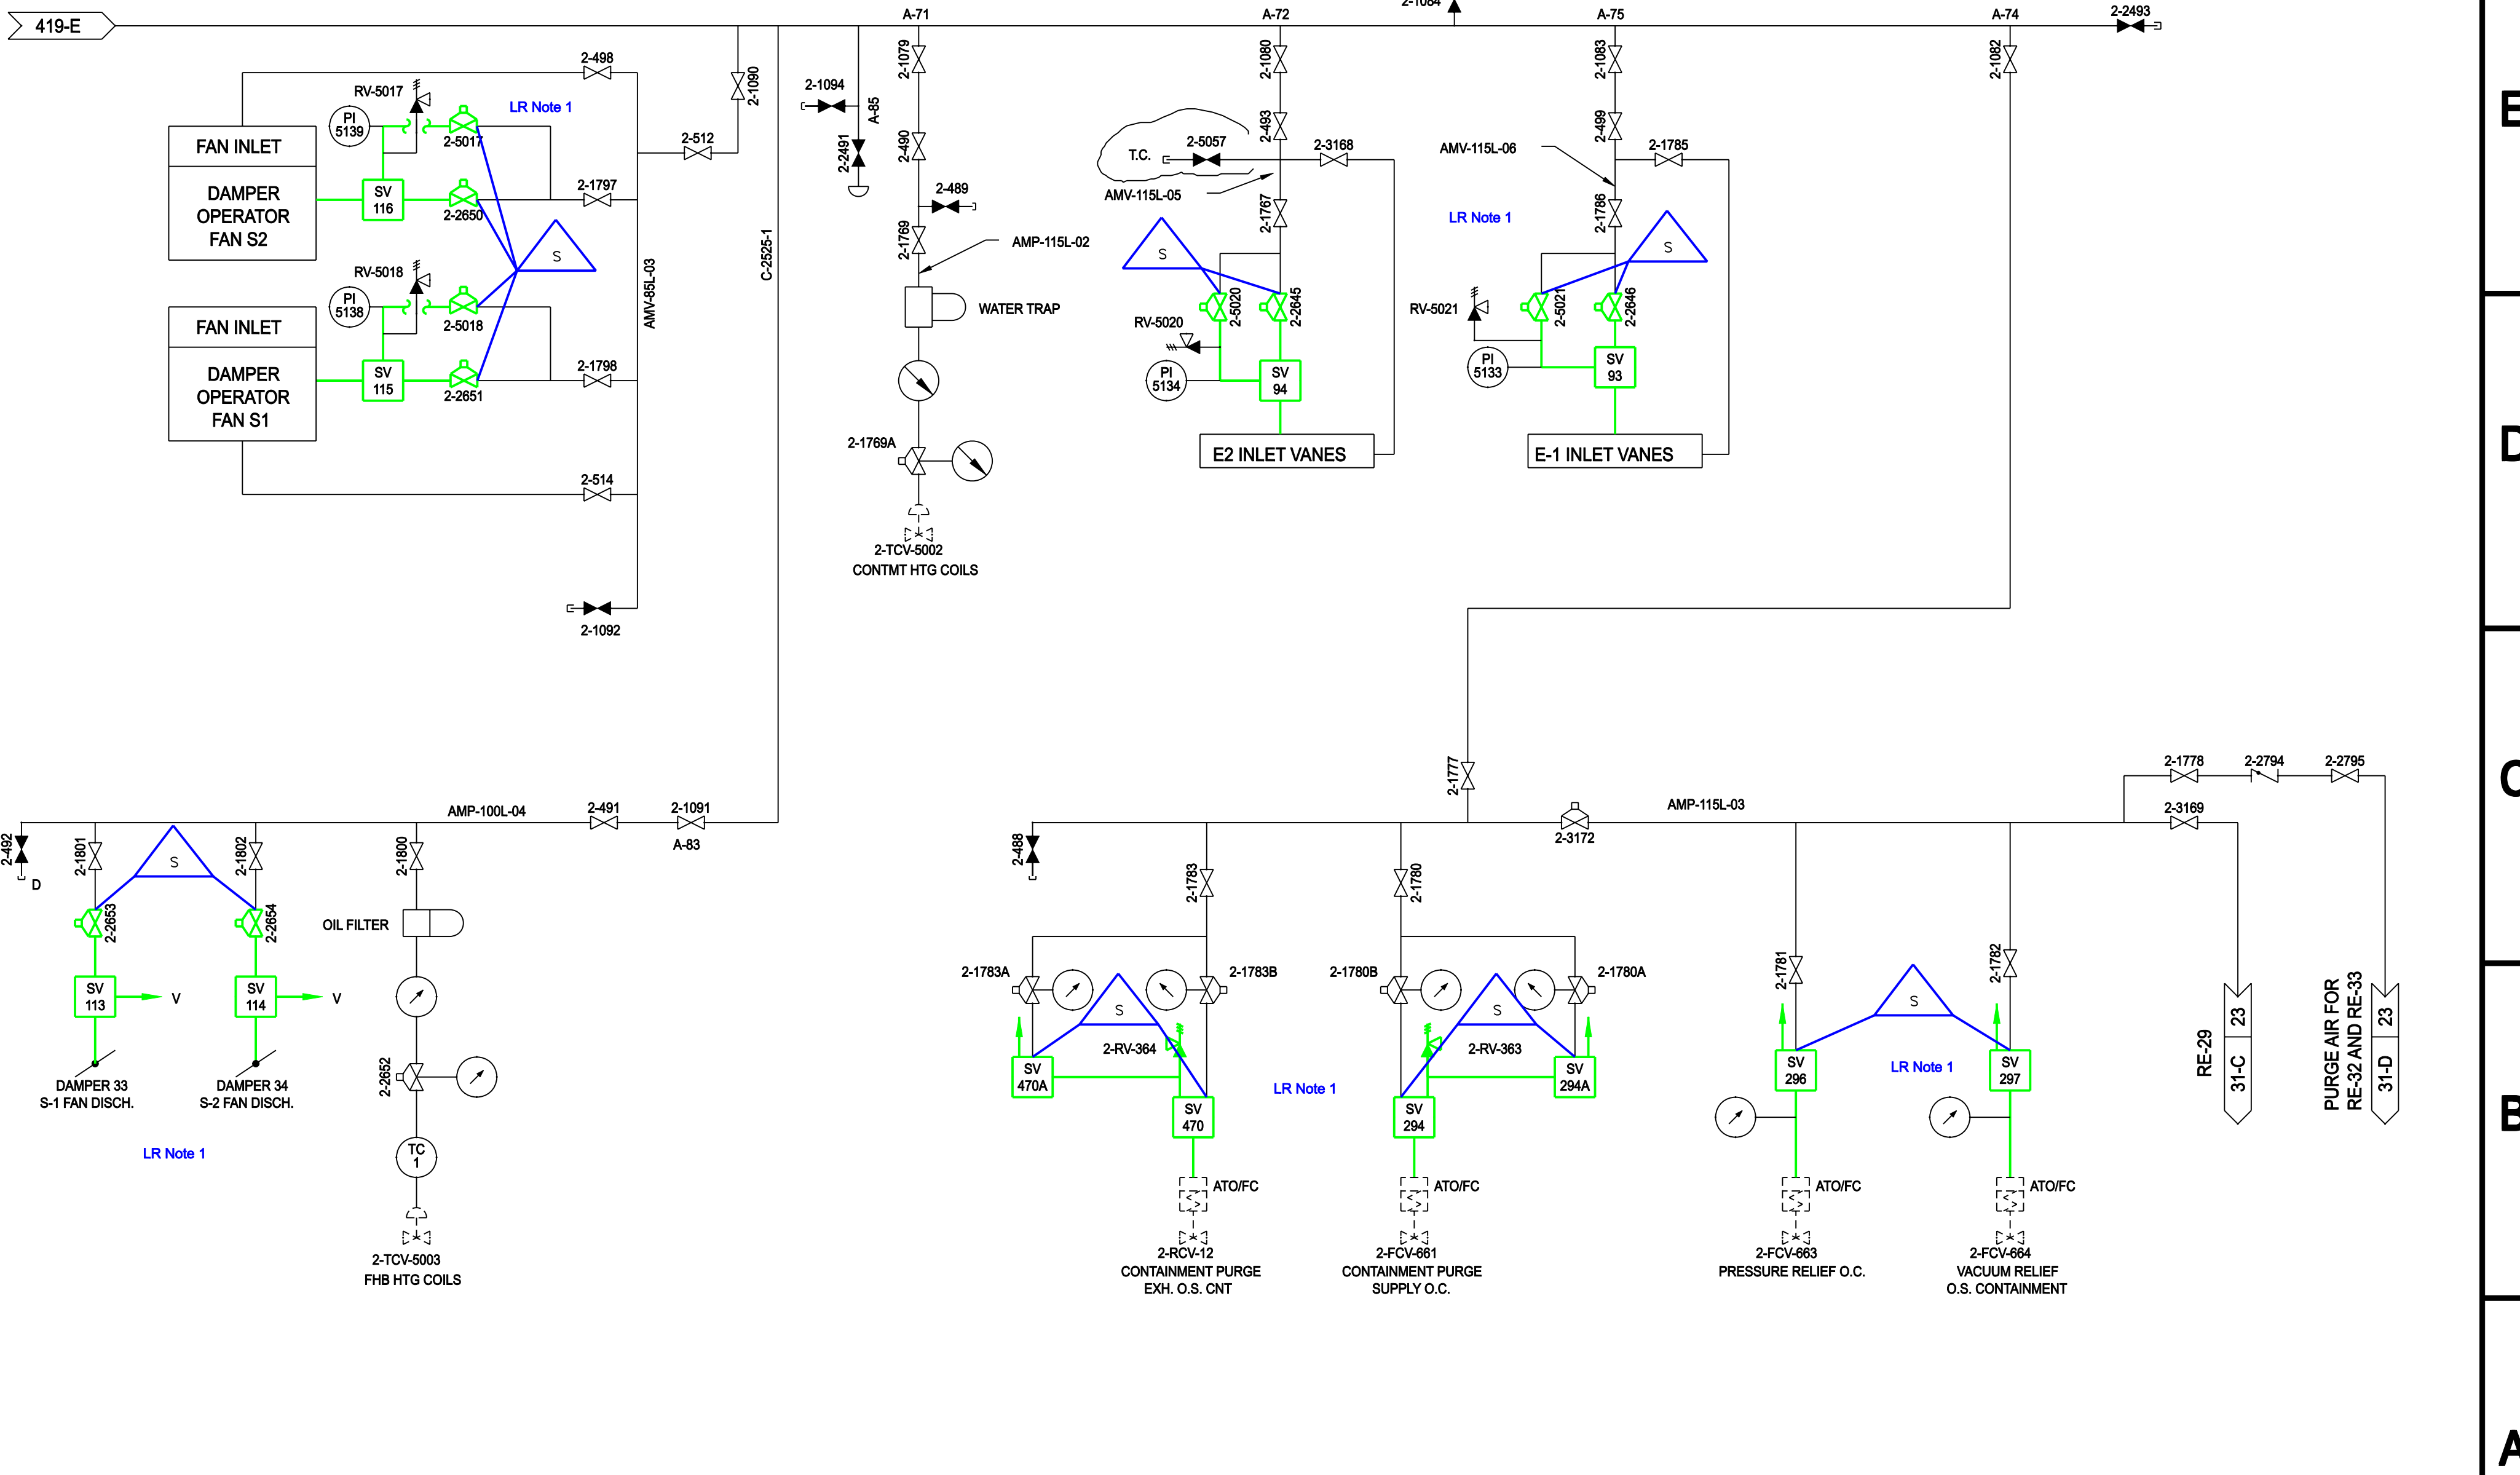 419-E
A-71
A-72
2-1084
A-75
A-74
2-2493
2-498
2-1090
2-1079
2-1080
2-1083
2-1082
RV-5017
LR Note 1
2-1094
A-85
PI
5139
2-5017
2-512
2-490
2-493
2-499
FAN INLET
2-2491
T.C.
2-5057
2-3168
AMV-115L-06
2-1785
DAMPER
OPERATOR
FAN S2
SV
116
2-2650
2-1797
2-489
AMV-115L-05
2-1767
2-1786
LR Note 1
S
C-2525-1
2-1769
AMP-115L-02
S
S
RV-5018
AMV-85L-03
PI
5138
2-5018
WATER TRAP
2-5020
2-2645
RV-5020
RV-5021
2-5021
2-2646
FAN INLET
DAMPER
OPERATOR
FAN S1
SV
115
2-2651
2-1798
PI
5134
SV
94
PI
5133
SV
93
2-1769A
E2 INLET VANES
E-1 INLET VANES
2-514
2-TCV-5002
CONTMT HTG COILS
2-1092
2-1777
2-1778
2-2794
2-2795
AMP-100L-04
2-491
2-1091
A-83
AMP-115L-03
2-3172
2-3169
2-492
D
2-1801
S
2-1802
2-1800
2-488
2-1783
2-1780
2-2653
2-2654
OIL FILTER
2-1783A
2-1783B
2-1780B
2-1780A
2-1781
2-1782
SV
113
V
SV
114
V
S
S
S
2-RV-364
2-RV-363
2-2652
SV
470A
SV
294A
SV
296
LR Note 1
SV
297
DAMPER 33
S-1 FAN DISCH.
DAMPER 34
S-2 FAN DISCH.
LR Note 1
SV
470
SV
294
RE-29
23
31-C
PURGE AIR FOR
RE-32 AND RE-33
23
31-D
LR Note 1
TC
1
ATO/FC
ATO/FC
ATO/FC
ATO/FC
2-TCV-5003
FHB HTG COILS
2-RCV-12
CONTAINMENT PURGE
EXH. O.S. CNT
2-FCV-661
CONTAINMENT PURGE
SUPPLY O.C.
2-FCV-663
PRESSURE RELIEF O.C.
2-FCV-664
VACUUM RELIEF
O.S. CONTAINMENT
E
D
C
B
A